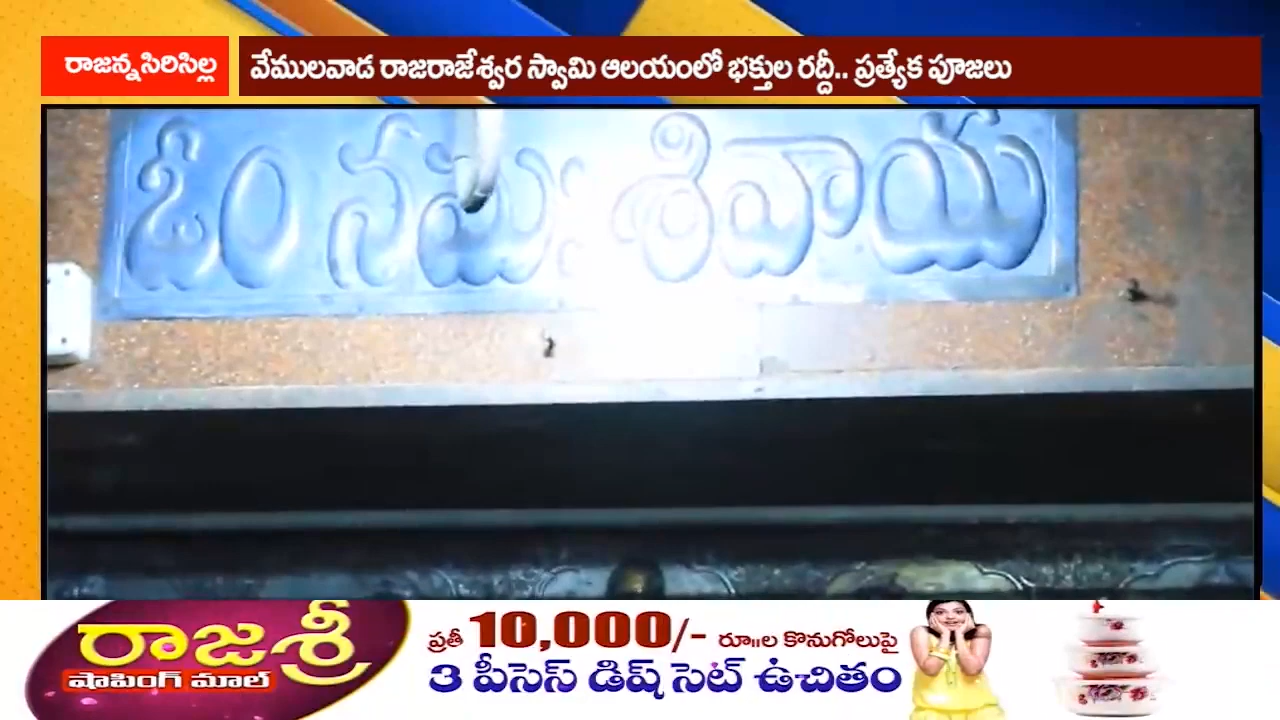 రాజన్నసిరిసిల్ల
వేములవాడ రాజరాజేశ్వర స్వామి ఆలయంలో భక్తుల రద్దీ.. ప్రత్యేక పూజలు
ఓం నమః శివాయ
రాజశ్రీ
షాపింగ్ మాల్
ప్రతీ 10,000/- రూ॥ల కొనుగోలుపై
3 పీసెస్ డిష్ సెట్ ఉచితం